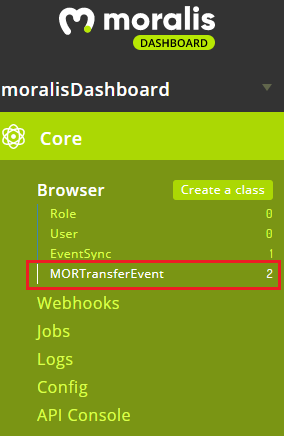 moralis
DASHBOARD
moralisDashboard
Core
Browser Create a class
Role 0
User 0
EventSync 1
MORTransferEvent 2
Webhooks
Jobs
Logs
Config
API Console